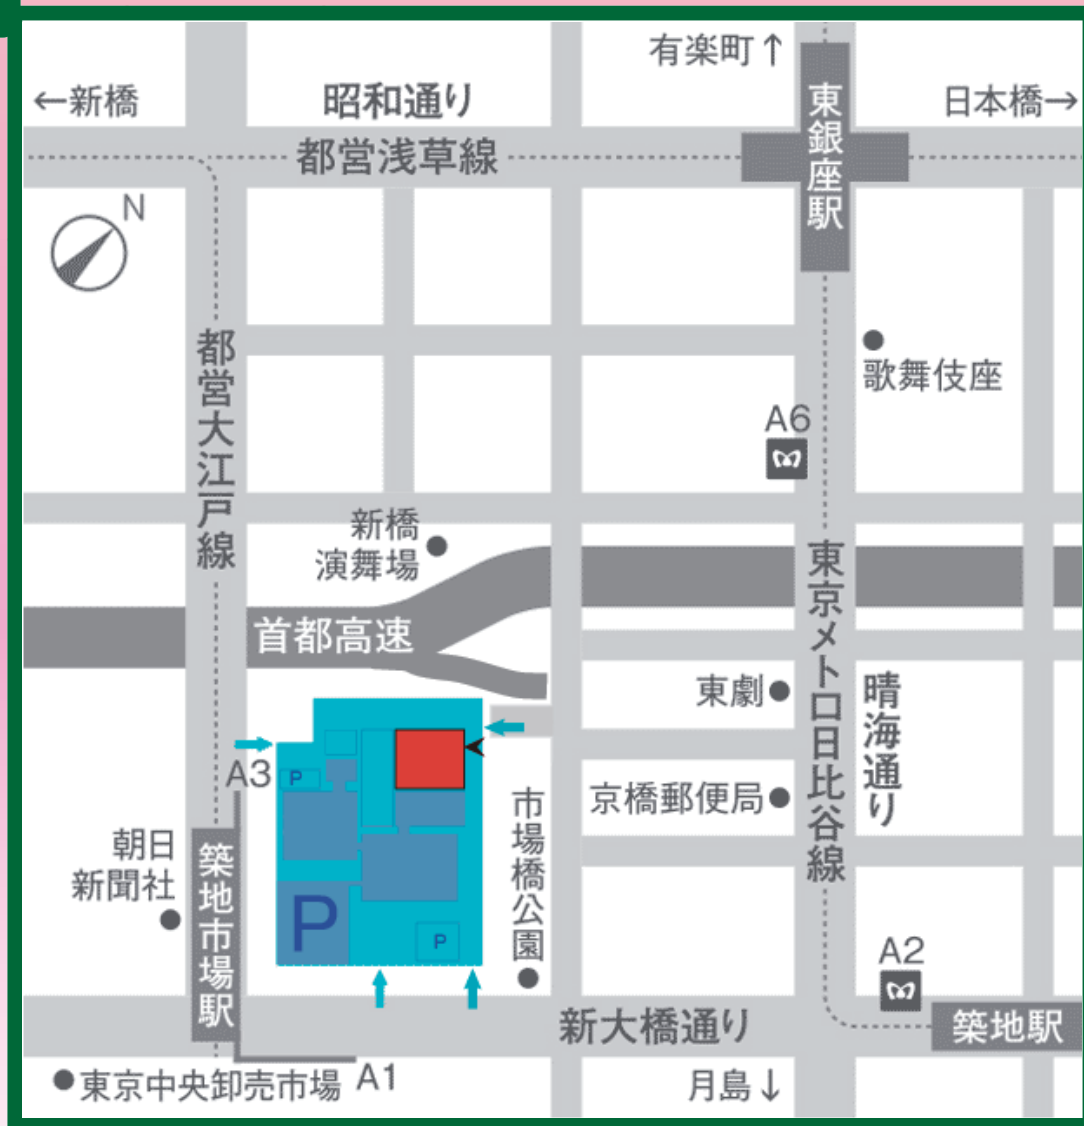 有楽町↑
←新橋
昭和通り
日本橋→
東銀座駅
都営浅草線
N
都営大江戸線
歌舞伎座
A6
新橋
演舞場
東京メトロ日比谷線
首都高速
晴海通り
東劇
A3
P
京橋郵便局
市場橋公園
朝日
新聞社
築地市場駅
P
P
A2
新大橋通り
築地駅
東京中央卸売市場
A1
月島↓